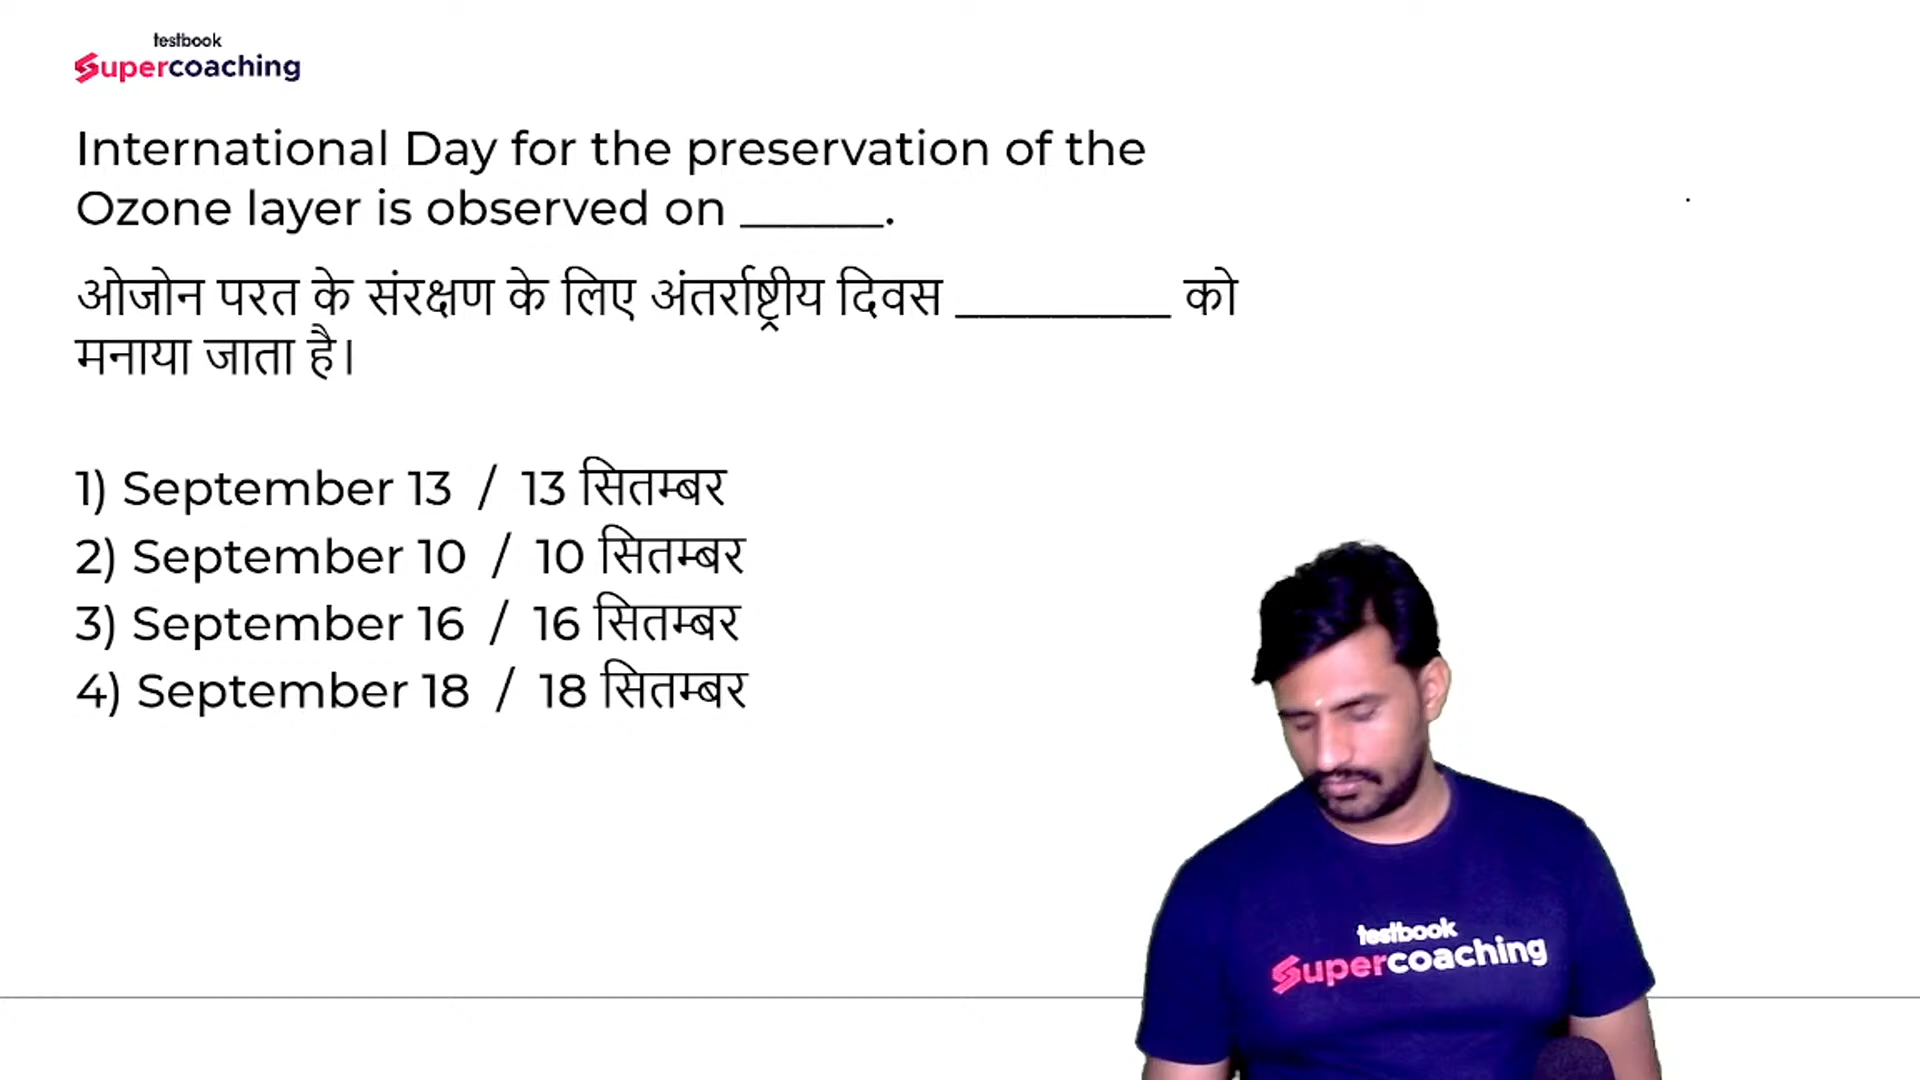 testbook
Supercoaching
International Day for the preservation of the
Ozone layer is observed on ______.
ओजोन परत के संरक्षण के लिए अंतर्राष्ट्रीय दिवस _________ को
मनाया जाता है।
1) September 13 / 13 सितम्बर
2) September 10 / 10 सितम्बर
3) September 16 / 16 सितम्बर
4) September 18 / 18 सितम्बर
testbook
Supercoaching